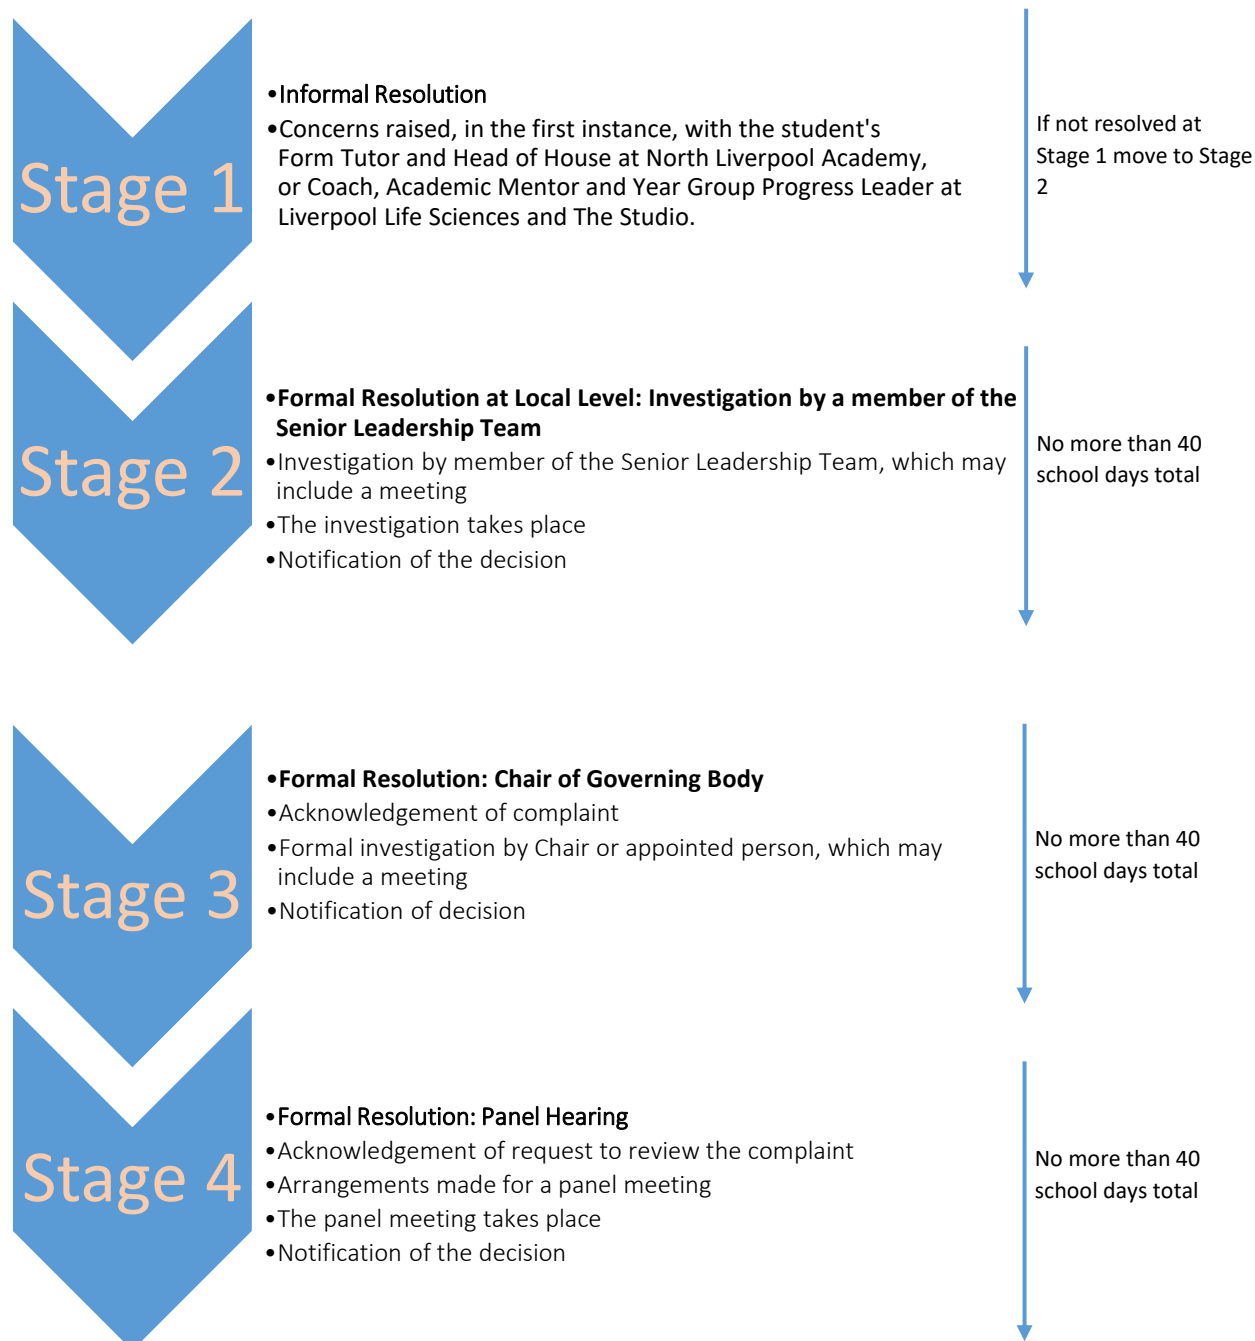 Stage 1
•Informal Resolution
•Concerns raised, in the first instance, with the student's
Form Tutor and Head of House at North Liverpool Academy,
or Coach, Academic Mentor and Year Group Progress Leader at
Liverpool Life Sciences and The Studio.
If not resolved at
Stage 1 move to Stage
2
Stage 2
•Formal Resolution at Local Level: Investigation by a member of the
Senior Leadership Team
•Investigation by member of the Senior Leadership Team, which may
include a meeting
•The investigation takes place
•Notification of the decision
No more than 40
school days total
Stage 3
•Formal Resolution: Chair of Governing Body
•Acknowledgement of complaint
•Formal investigation by Chair or appointed person, which may
include a meeting
•Notification of decision
No more than 40
school days total
Stage 4
•Formal Resolution: Panel Hearing
•Acknowledgement of request to review the complaint
•Arrangements made for a panel meeting
•The panel meeting takes place
•Notification of the decision
No more than 40
school days total